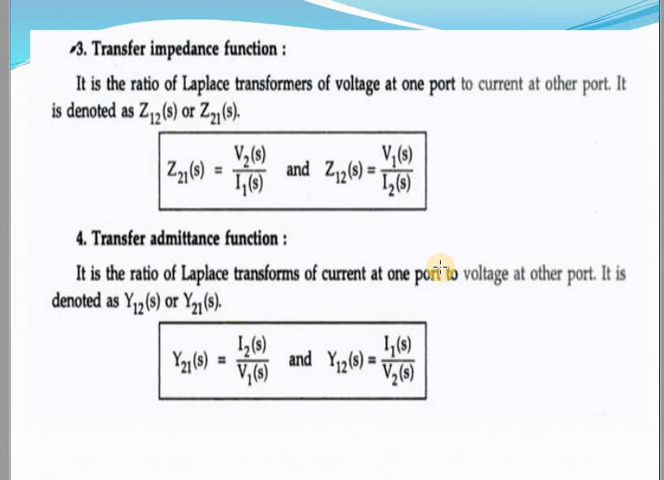 3. Transfer impedance function :
It is the ratio of Laplace transformers of voltage at one port to current at other port. It
is denoted as Z₁₂(s) or Z₂₁(s).
Z₂₁(s) = V₂(s)/I₁(s) and Z₁₂(s) = V₁(s)/I₂(s)
4. Transfer admittance function :
It is the ratio of Laplace transforms of current at one port to voltage at other port. It is
denoted as Y₁₂(s) or Y₂₁(s).
Y₂₁(s) = I₂(s)/V₁(s) and Y₁₂(s) = I₁(s)/V₂(s)